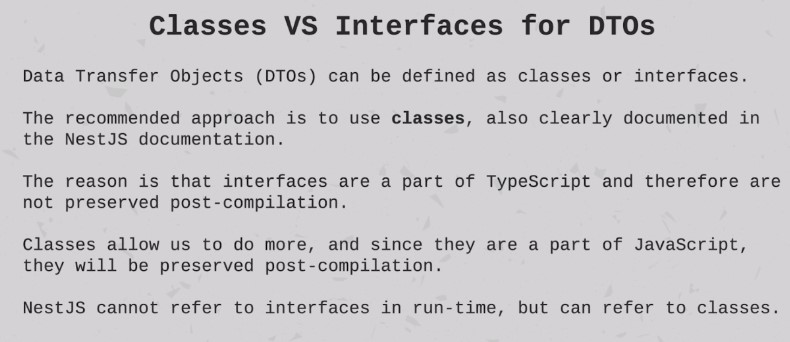 Classes VS Interfaces for DTOs
Data Transfer Objects (DTOs) can be defined as classes or interfaces.
The recommended approach is to use classes, also clearly documented in
the NestJS documentation.
The reason is that interfaces are a part of TypeScript and therefore are
not preserved post-compilation.
Classes allow us to do more, and since they are a part of JavaScript,
they will be preserved post-compilation.
NestJS cannot refer to interfaces in run-time, but can refer to classes.